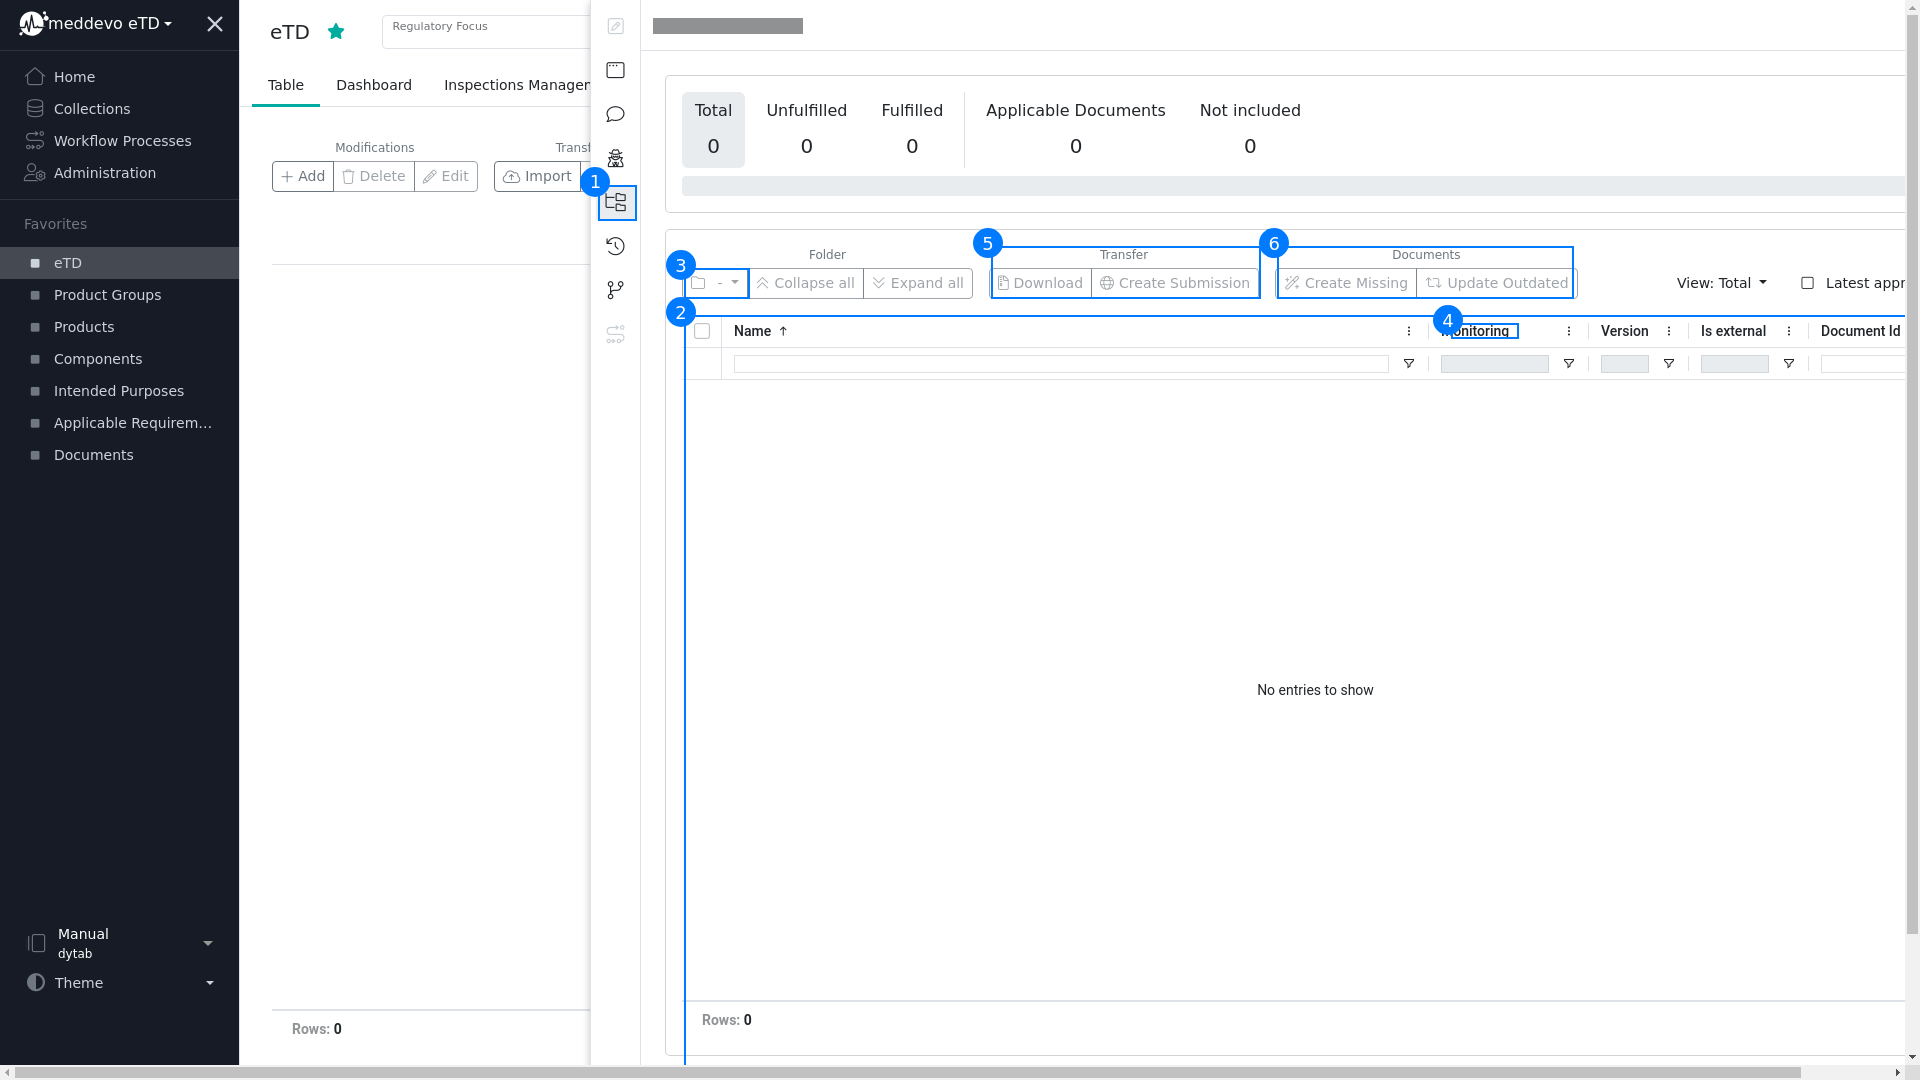 meddevo eTD
Home
Collections
Workflow Processes
Administration
Favorites
eTD
Product Groups
Products
Components
Intended Purposes
Applicable Requirem...
Documents
Manual
dytab
Theme
eTD
Regulatory Focus
Table Dashboard Inspections Manager
Modifications
Transf
Add Delete Edit Import
Rows: 0
1
Total Unfulfilled Fulfilled Applicable Documents Not included
0 0 0 0 0
3 5 6
Folder Transfer Documents
- Collapse all Expand all Download Create Submission Create Missing Update Outdated View: Total Latest appr
2 4
Name Monitoring Version Is external Document Id
No entries to show
Rows: 0